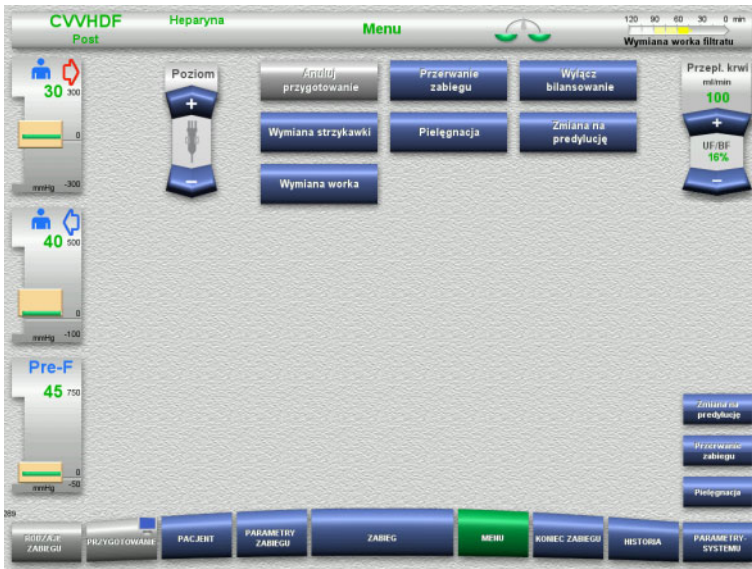 CVVHDF
Post
Heparyna
Menu
120 90 60 30 0 min
Wymiana worka filtratu
30 300
0
mmHg -300
40 500
0
mmHg -100
Pre-F
45 750
0
mmHg -50
Poziom
+
−
Anuluj
przygotowanie
Przerwanie
zabiegu
Wyłącz
bilansowanie
Wymiana strzykawki
Pielęgnacja
Zmiana na
predylucję
Wymiana worka
Przepł. krwi
ml/min
100
+
UF/BF
16%
−
Zmiana na
predylucję
Przerwanie
zabiegu
Pielęgnacja
289
RODZAJE
ZABIEGU
PRZYGOTOWANIE
PACJENT
PARAMETRY
ZABIEGU
ZABIEG
MENU
KONIEC ZABIEGU
HISTORIA
PARAMETRY-
SYSTEMU